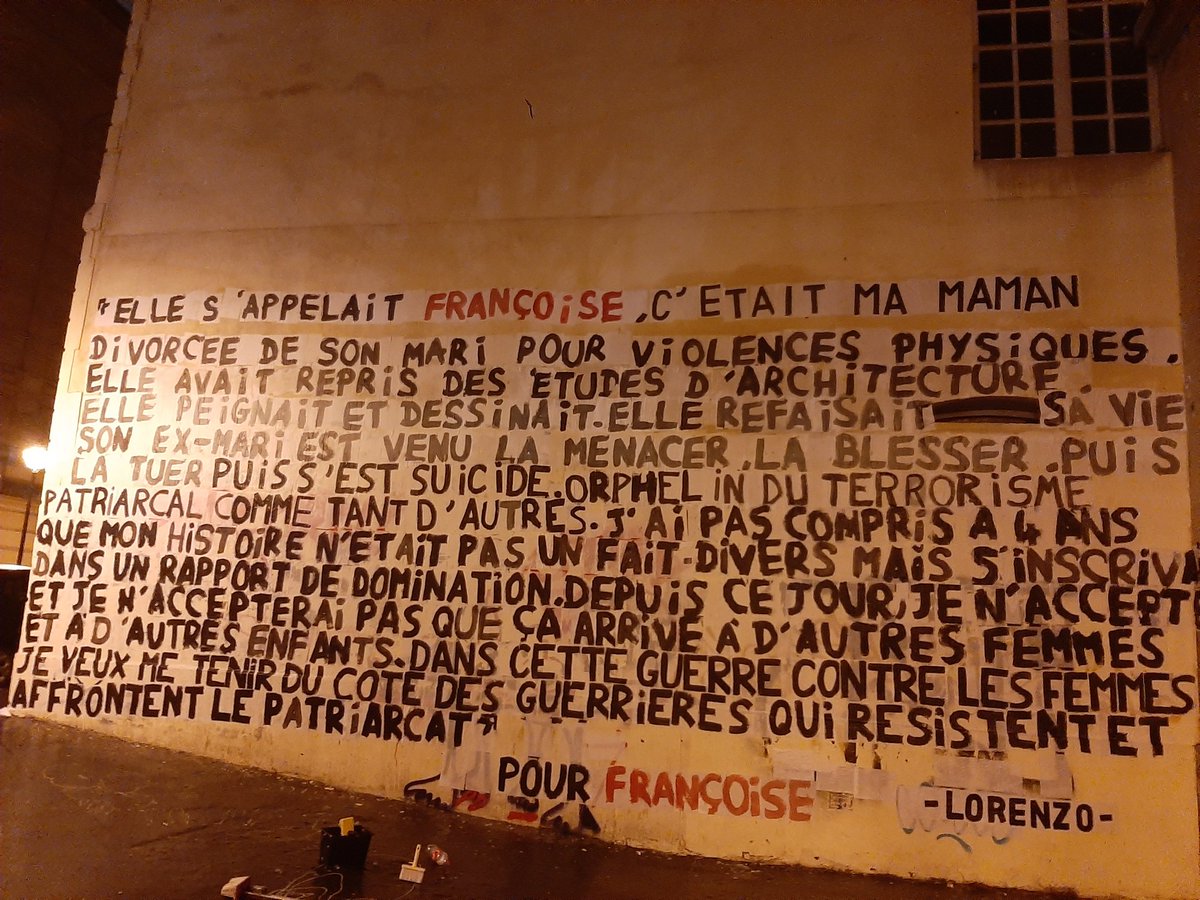 "ELLE S'APPELAIT FRANÇOISE, C'ETAIT MA MAMAN
DIVORCEE DE SON MARI POUR VIOLENCES PHYSIQUES.
ELLE AVAIT REPRIS DES ETUDES D'ARCHITECTURE.
ELLE PEIGNAIT ET DESSINAIT. ELLE REFAISAIT SA VIE
SON EX-MARI EST VENU LA MENACER, LA BLESSER, PUIS
LA TUER PUIS S'EST SUICIDE. ORPHELIN DU TERRORISME
PATRIARCAL COMME TANT D'AUTRES. J'AI PAS COMPRIS A 4 ANS
QUE MON HISTOIRE N'ETAIT PAS UN FAIT-DIVERS MAIS S'INSCRIVA
DANS UN RAPPORT DE DOMINATION. DEPUIS CE JOUR, JE N'ACCEPT
ET JE N'ACCEPTERAI PAS QUE ÇA ARRIVE À D'AUTRES FEMMES
ET À D'AUTRES ENFANTS. DANS CETTE GUERRE CONTRE LES FEMMES
JE VEUX ME TENIR DU COTE DES GUERRIERES QUI RESISTENT ET
AFFRONTENT LE PATRIARCAT"
POUR FRANÇOISE
-LORENZO-